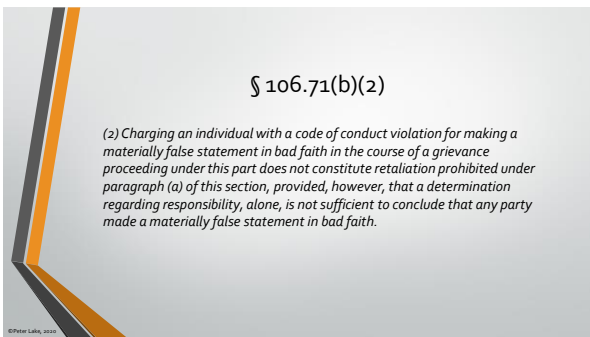 § 106.71(b)(2)
(2) Charging an individual with a code of conduct violation for making a
materially false statement in bad faith in the course of a grievance
proceeding under this part does not constitute retaliation prohibited under
paragraph (a) of this section, provided, however, that a determination
regarding responsibility, alone, is not sufficient to conclude that any party
made a materially false statement in bad faith.
©Peter Lake, 2020